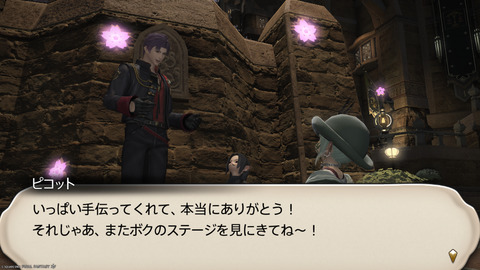 ピコット
いっぱい手伝ってくれて、本当にありがとう！
それじゃあ、またボクのステージを見にきてね～！